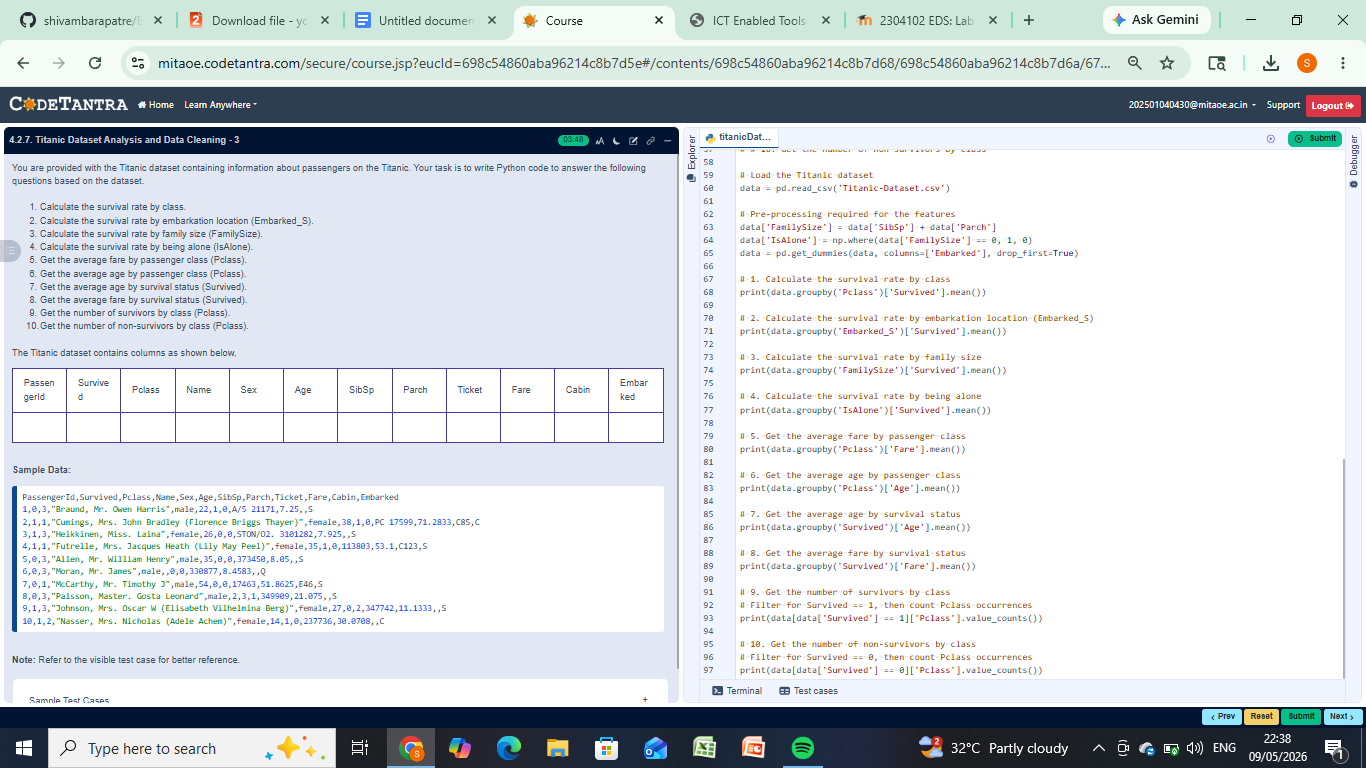 shivambarapatre/E
Download file - yo
Untitled documen
Course
ICT Enabled Tools
2304102 EDS: Lab
Ask Gemini
mitaoe.codetantra.com/secure/course.jsp?eucId=698c54860aba96214c8b7d5e#/contents/698c54860aba96214c8b7d68/698c54860aba96214c8b7d6a/67...
S
CODETANTRA
Home
Learn Anywhere
202501040430@mitaoe.ac.in
Support
Logout
4.2.7. Titanic Dataset Analysis and Data Cleaning - 3
03:48
AA
You are provided with the Titanic dataset containing information about passengers on the Titanic. Your task is to write Python code to answer the following
questions based on the dataset.
1. Calculate the survival rate by class.
2. Calculate the survival rate by embarkation location (Embarked_S).
3. Calculate the survival rate by family size (FamilySize).
4. Calculate the survival rate by being alone (IsAlone).
5. Get the average fare by passenger class (Pclass).
6. Get the average age by passenger class (Pclass).
7. Get the average age by survival status (Survived).
8. Get the average fare by survival status (Survived).
9. Get the number of survivors by class (Pclass).
10. Get the number of non-survivors by class (Pclass).
The Titanic dataset contains columns as shown below,
Passen
gerId
Survive
d
Pclass
Name
Sex
Age
SibSp
Parch
Ticket
Fare
Cabin
Embar
ked
Sample Data:
PassengerId,Survived,Pclass,Name,Sex,Age,SibSp,Parch,Ticket,Fare,Cabin,Embarked
1,0,3,"Braund, Mr. Owen Harris",male,22,1,0,A/5 21171,7.25,,S
2,1,1,"Cumings, Mrs. John Bradley (Florence Briggs Thayer)",female,38,1,0,PC 17599,71.2833,C85,C
3,1,3,"Heikkinen, Miss. Laina",female,26,0,0,STON/O2. 3101282,7.925,,S
4,1,1,"Futrelle, Mrs. Jacques Heath (Lily May Peel)",female,35,1,0,113803,53.1,C123,S
5,0,3,"Allen, Mr. William Henry",male,35,0,0,373450,8.05,,S
6,0,3,"Moran, Mr. James",male,,0,0,330877,8.4583,,Q
7,0,1,"McCarthy, Mr. Timothy J",male,54,0,0,17463,51.8625,E46,S
8,0,3,"Palsson, Master. Gosta Leonard",male,2,3,1,349909,21.075,,S
9,1,3,"Johnson, Mrs. Oscar W (Elisabeth Vilhelmina Berg)",female,27,0,2,347742,11.1333,,S
10,1,2,"Nasser, Mrs. Nicholas (Adele Achem)",female,14,1,0,237736,30.0708,,C
Note: Refer to the visible test case for better reference.
Sample Test Cases
+
Explorer
titanicDat...
Submit
Debugger
57 # # 10. Get the number of non-survivors by class
58
59 # Load the Titanic dataset
60 data = pd.read_csv('Titanic-Dataset.csv')
61
62 # Pre-processing required for the features
63 data['FamilySize'] = data['SibSp'] + data['Parch']
64 data['IsAlone'] = np.where(data['FamilySize'] == 0, 1, 0)
65 data = pd.get_dummies(data, columns=['Embarked'], drop_first=True)
66
67 # 1. Calculate the survival rate by class
68 print(data.groupby('Pclass')['Survived'].mean())
69
70 # 2. Calculate the survival rate by embarkation location (Embarked_S)
71 print(data.groupby('Embarked_S')['Survived'].mean())
72
73 # 3. Calculate the survival rate by family size
74 print(data.groupby('FamilySize')['Survived'].mean())
75
76 # 4. Calculate the survival rate by being alone
77 print(data.groupby('IsAlone')['Survived'].mean())
78
79 # 5. Get the average fare by passenger class
80 print(data.groupby('Pclass')['Fare'].mean())
81
82 # 6. Get the average age by passenger class
83 print(data.groupby('Pclass')['Age'].mean())
84
85 # 7. Get the average age by survival status
86 print(data.groupby('Survived')['Age'].mean())
87
88 # 8. Get the average fare by survival status
89 print(data.groupby('Survived')['Fare'].mean())
90
91 # 9. Get the number of survivors by class
92 # Filter for Survived == 1, then count Pclass occurrences
93 print(data[data['Survived'] == 1]['Pclass'].value_counts())
94
95 # 10. Get the number of non-survivors by class
96 # Filter for Survived == 0, then count Pclass occurrences
97 print(data[data['Survived'] == 0]['Pclass'].value_counts())
Terminal
Test cases
< Prev
Reset
Submit
Next >
Type here to search
32°C Partly cloudy
ENG
22:38
09/05/2026